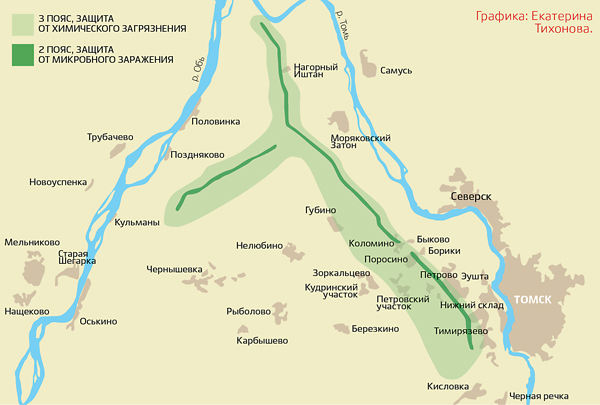 3 ПОЯС, ЗАЩИТА
ОТ ХИМИЧЕСКОГО ЗАГРЯЗНЕНИЯ
2 ПОЯС, ЗАЩИТА
ОТ МИКРОБНОГО ЗАРАЖЕНИЯ
Графика: Екатерина
Тихонова.
р. Обь
р. Томь
Нагорный
Иштан
Самусь
Половинка
Трубачево
Моряковский
Затон
Поздняково
Новоуспенка
Северск
Кульманы
Губино
Мельниково
Старая
Шегарка
Нелюбино
Коломино
Быково
Борики
Поросино
Чернышевка
Зоркальцево
Петрово
Эушта
Кудринский
участок
Петровский
участок
Нижний склад
ТОМСК
Нащеково
Оськино
Рыболово
Березкино
Тимирязево
Карбышево
Кисловка
Черная речка